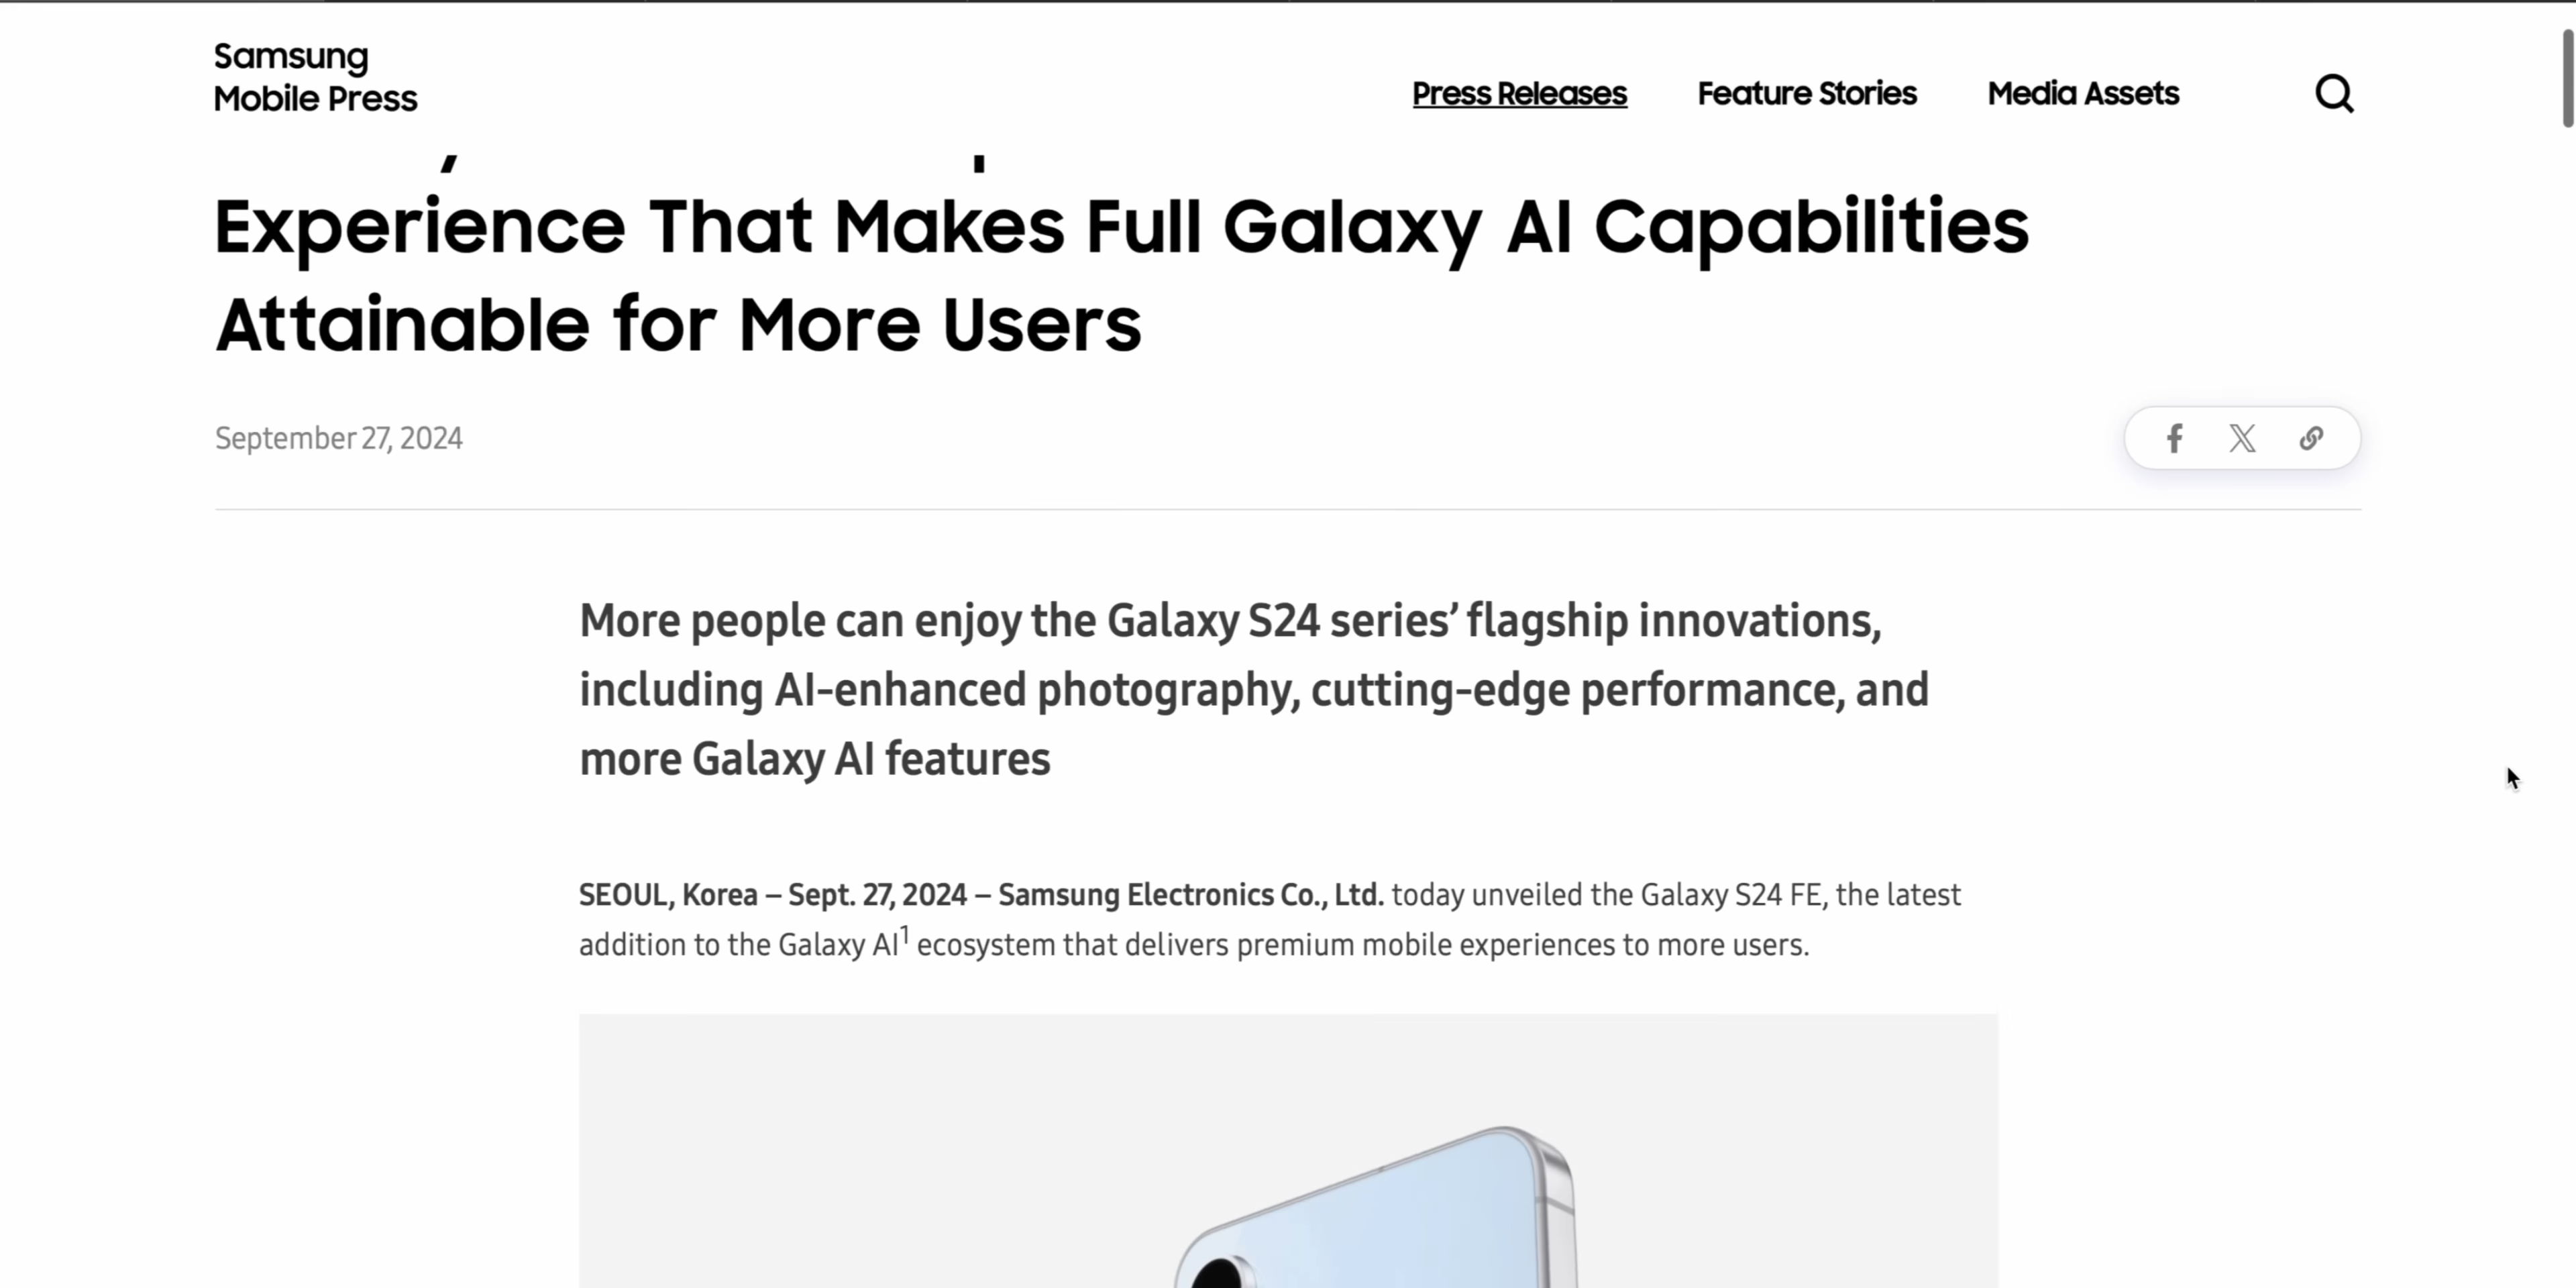 Samsung
Mobile Press
Press Releases
Feature Stories
Media Assets
Experience That Makes Full Galaxy AI Capabilities
Attainable for More Users
September 27, 2024
More people can enjoy the Galaxy S24 series’ flagship innovations,
including AI-enhanced photography, cutting-edge performance, and
more Galaxy AI features
SEOUL, Korea – Sept. 27, 2024 – Samsung Electronics Co., Ltd. today unveiled the Galaxy S24 FE, the latest
addition to the Galaxy AI1 ecosystem that delivers premium mobile experiences to more users.